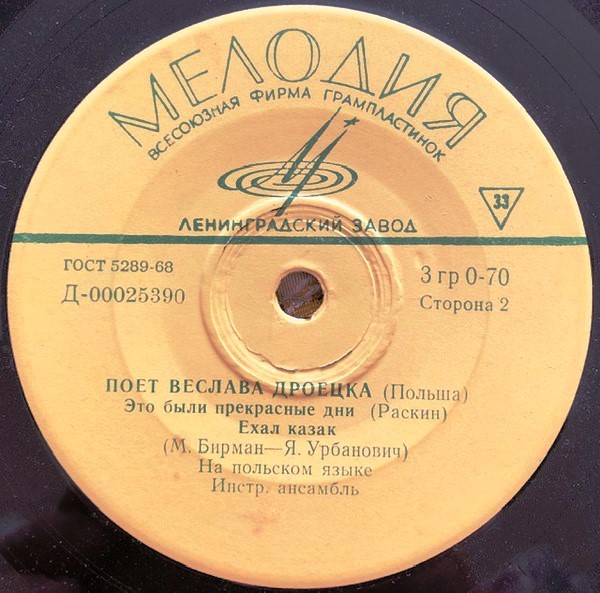 МЕЛОДИЯ
ВСЕСОЮЗНАЯ ФИРМА ГРАМПЛАСТИНОК
33
ЛЕНИНГРАДСКИЙ ЗАВОД
ГОСТ 5289-68
3 гр 0-70
Д-00025390
Сторона 2
ПОЕТ ВЕСЛАВА ДРОЕЦКА (Польша)
Это были прекрасные дни (Раскин)
Ехал казак
(М. Бирман—Я. Урбанович)
На польском языке
Инстр. ансамбль